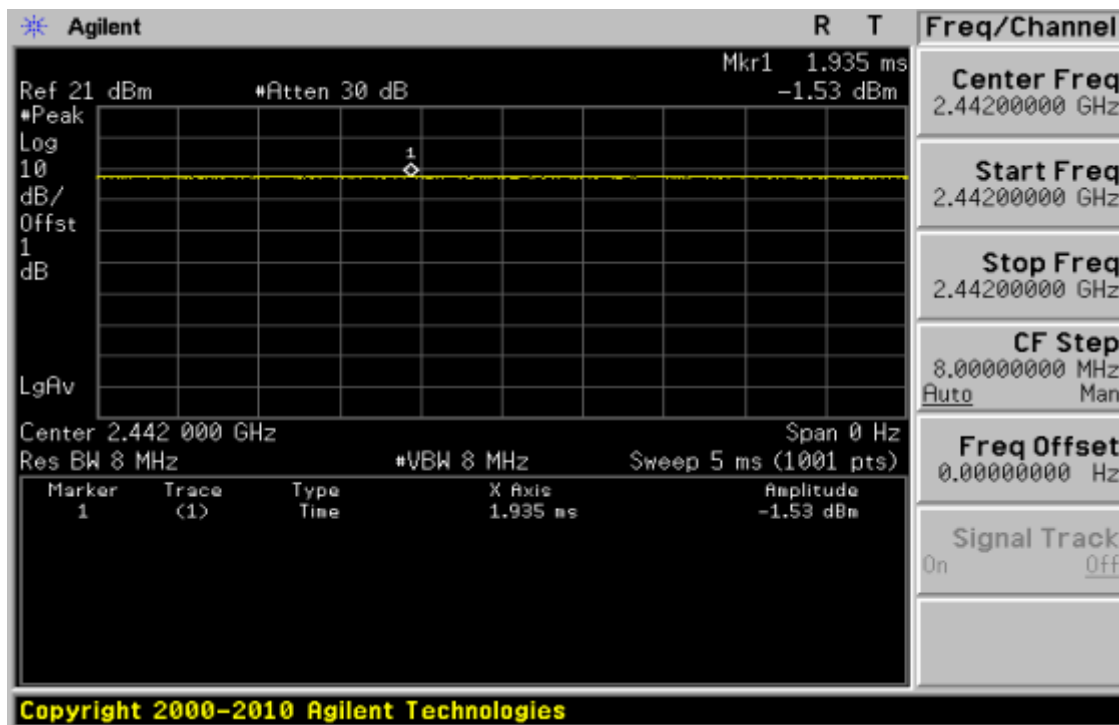 Agilent R T Freq/Channel
Mkr1 1.935 ms
Ref 21 dBm #Atten 30 dB -1.53 dBm
#Peak
Log
10
dB/
Offst
1
dB
LgAv
1
Center 2.442 000 GHz Span 0 Hz
Res BW 8 MHz #VBW 8 MHz Sweep 5 ms (1001 pts)
Marker Trace Type X Axis Amplitude
1 (1) Time 1.935 ms -1.53 dBm
Center Freq
2.44200000 GHz
Start Freq
2.44200000 GHz
Stop Freq
2.44200000 GHz
CF Step
8.00000000 MHz
Auto Man
Freq Offset
0.00000000 Hz
Signal Track
On Off
Copyright 2000-2010 Agilent Technologies